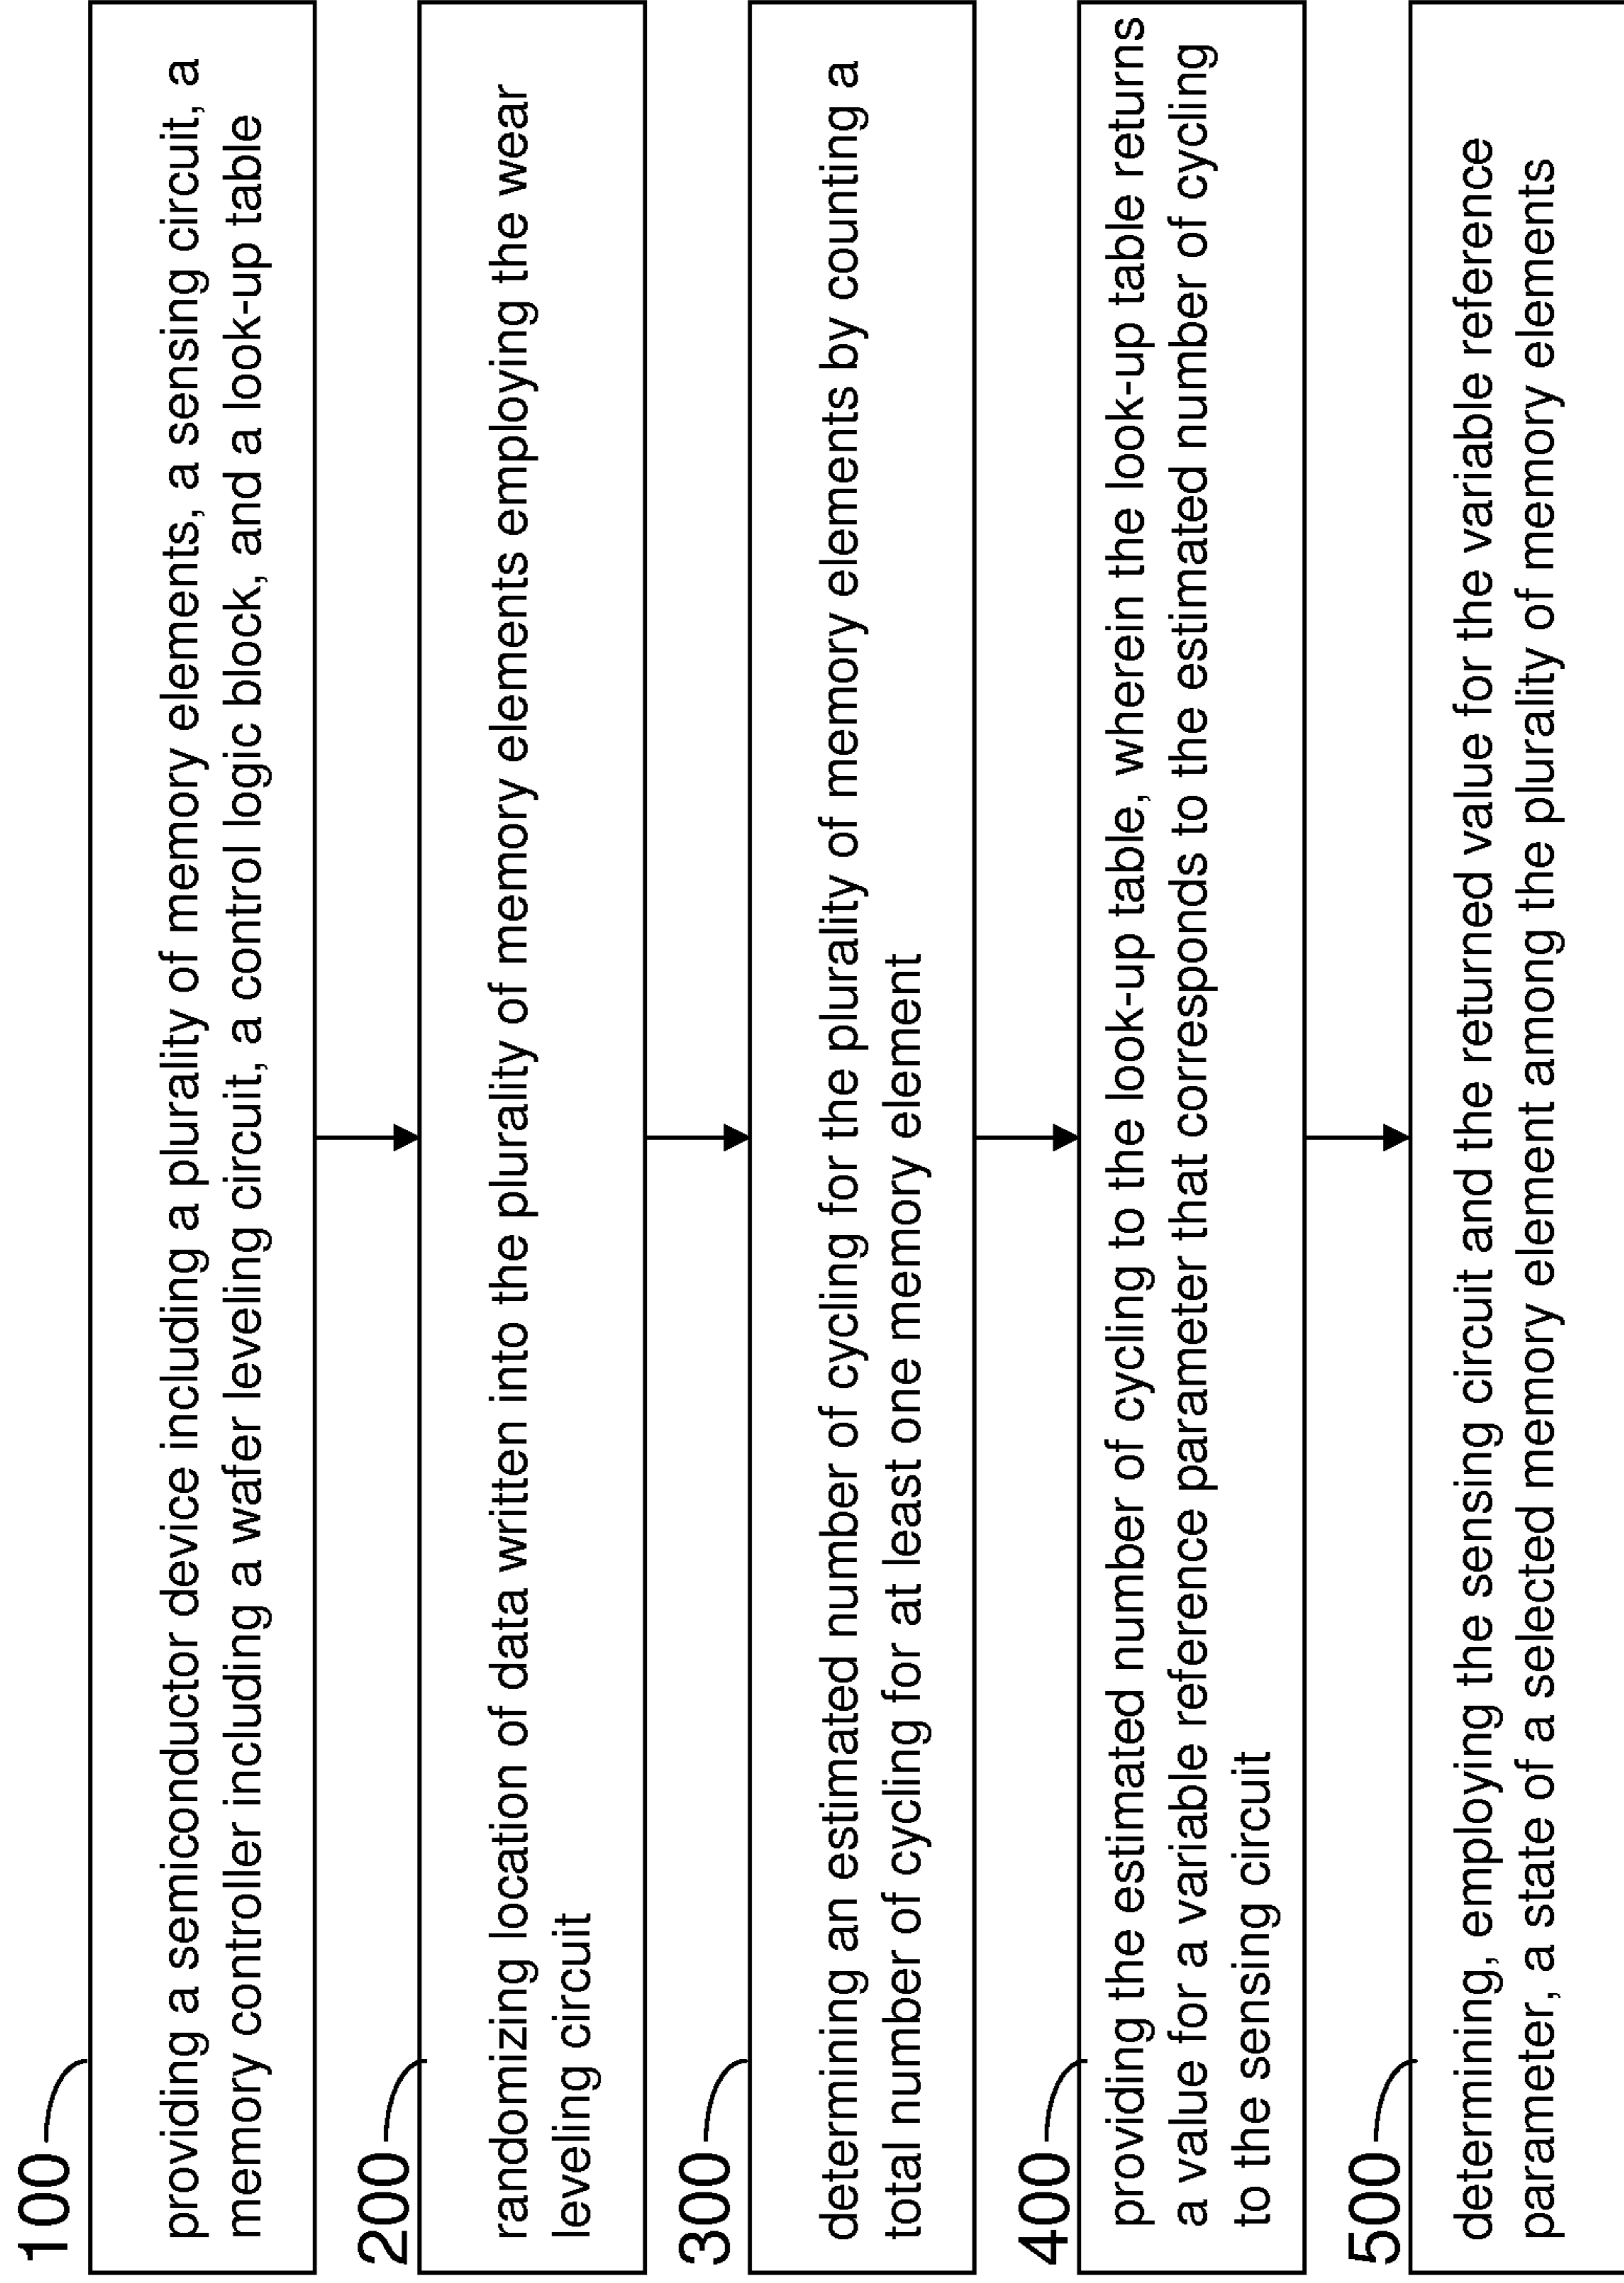 100
providing a semiconductor device including a plurality of memory elements, a sensing circuit, a
memory controller including a wafer leveling circuit, a control logic block, and a look-up table
200
randomizing location of data written into the plurality of memory elements employing the wear
leveling circuit
300
determining an estimated number of cycling for the plurality of memory elements by counting a
total number of cycling for at least one memory element
400
providing the estimated number of cycling to the look-up table, wherein the look-up table returns
a value for a variable reference parameter that corresponds to the estimated number of cycling
to the sensing circuit
500
determining, employing the sensing circuit and the returned value for the variable reference
parameter, a state of a selected memory element among the plurality of memory elements